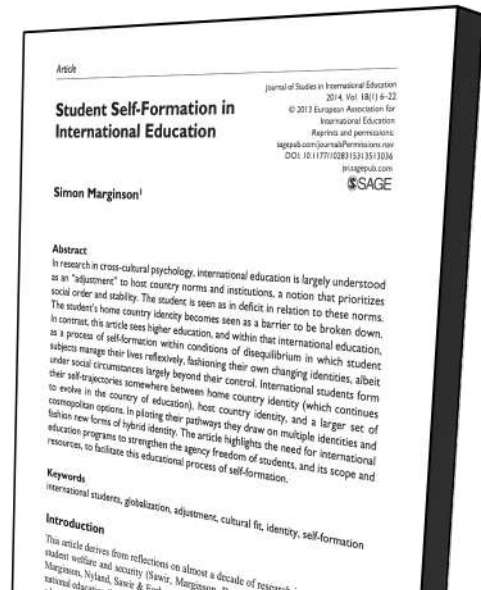 Article
Student Self-Formation in
International Education
Journal of Studies in International Education
2014, Vol. 18(1) 6–22
© 2013 European Association for
International Education
Reprints and permissions:
sagepub.com/journalsPermissions.nav
DOI: 10.1177/1028315313513036
jsi.sagepub.com
SAGE
Simon Marginson¹
Abstract
In research in cross-cultural psychology, international education is largely understood
as an "adjustment" to host country norms and institutions, a notion that prioritizes
social order and stability. The student is seen as in deficit in relation to these norms.
The student's home country identity becomes seen as a barrier to be broken down.
In contrast, this article sees higher education, and within that international education,
as a process of self-formation within conditions of disequilibrium in which student
subjects manage their lives reflexively, fashioning their own changing identities, albeit
under social circumstances largely beyond their control. International students form
their self-trajectories somewhere between home country identity (which continues
to evolve in the country of education), host country identity, and a larger set of
cosmopolitan options. In piloting their pathways they draw on multiple identities and
fashion new forms of hybrid identity. The article highlights the need for international
education programs to strengthen the agency freedom of students, and its scope and
resources, to facilitate this educational process of self-formation.
Keywords
international students, globalization, adjustment, cultural fit, identity, self-formation
Introduction
This article derives from reflections on almost a decade of research
student welfare and security (Sawir, Marginson,
Marginson, Nyland, Sawir &